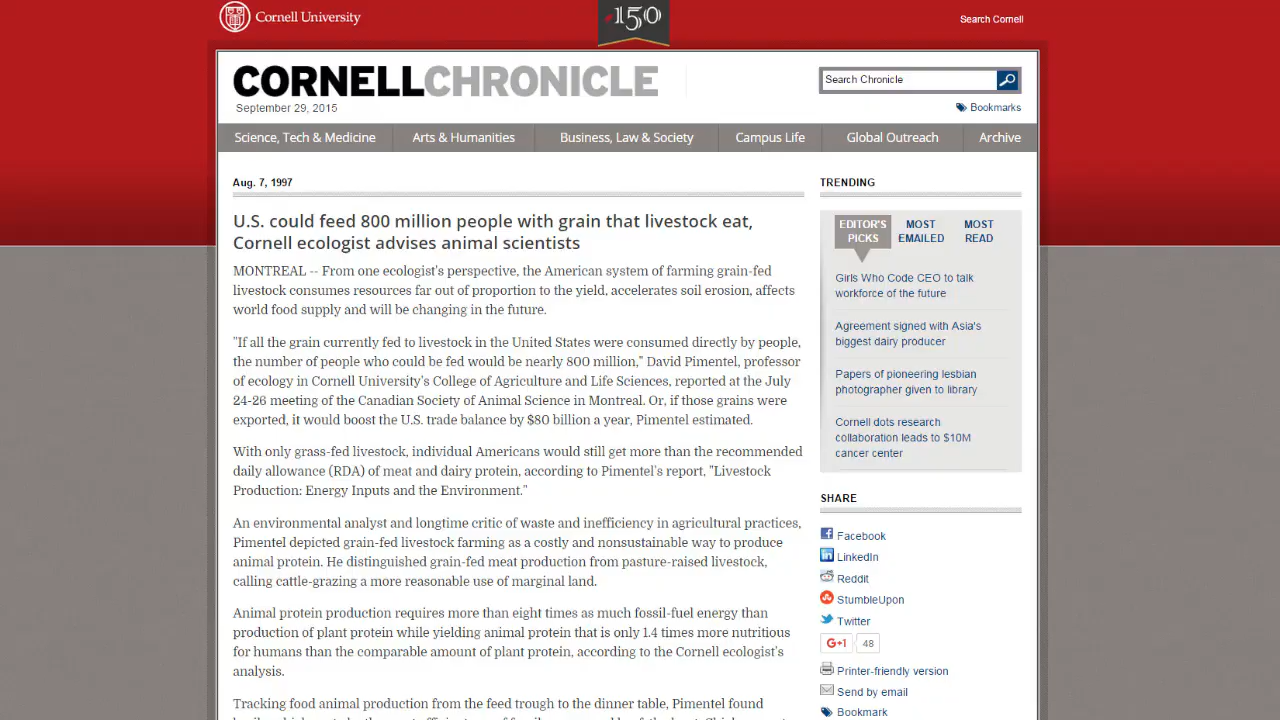 Cornell University
150
Search Cornell
CORNELLCHRONICLE
September 29, 2015
Search Chronicle
Bookmarks
Science, Tech & Medicine
Arts & Humanities
Business, Law & Society
Campus Life
Global Outreach
Archive
Aug. 7, 1997
U.S. could feed 800 million people with grain that livestock eat,
Cornell ecologist advises animal scientists
MONTREAL -- From one ecologist's perspective, the American system of farming grain-fed
livestock consumes resources far out of proportion to the yield, accelerates soil erosion, affects
world food supply and will be changing in the future.
"If all the grain currently fed to livestock in the United States were consumed directly by people,
the number of people who could be fed would be nearly 800 million," David Pimentel, professor
of ecology in Cornell University's College of Agriculture and Life Sciences, reported at the July
24-26 meeting of the Canadian Society of Animal Science in Montreal. Or, if those grains were
exported, it would boost the U.S. trade balance by $80 billion a year, Pimentel estimated.
With only grass-fed livestock, individual Americans would still get more than the recommended
daily allowance (RDA) of meat and dairy protein, according to Pimentel's report, "Livestock
Production: Energy Inputs and the Environment."
An environmental analyst and longtime critic of waste and inefficiency in agricultural practices,
Pimentel depicted grain-fed livestock farming as a costly and nonsustainable way to produce
animal protein. He distinguished grain-fed meat production from pasture-raised livestock,
calling cattle-grazing a more reasonable use of marginal land.
Animal protein production requires more than eight times as much fossil-fuel energy than
production of plant protein while yielding animal protein that is only 1.4 times more nutritious
for humans than the comparable amount of plant protein, according to the Cornell ecologist's
analysis.
Tracking food animal production from the feed trough to the dinner table, Pimentel found
TRENDING
EDITOR'S
PICKS
MOST
EMAILED
MOST
READ
Girls Who Code CEO to talk
workforce of the future
Agreement signed with Asia's
biggest dairy producer
Papers of pioneering lesbian
photographer given to library
Cornell dots research
collaboration leads to $10M
cancer center
SHARE
Facebook
LinkedIn
Reddit
StumbleUpon
Twitter
G+1 48
Printer-friendly version
Send by email
Bookmark